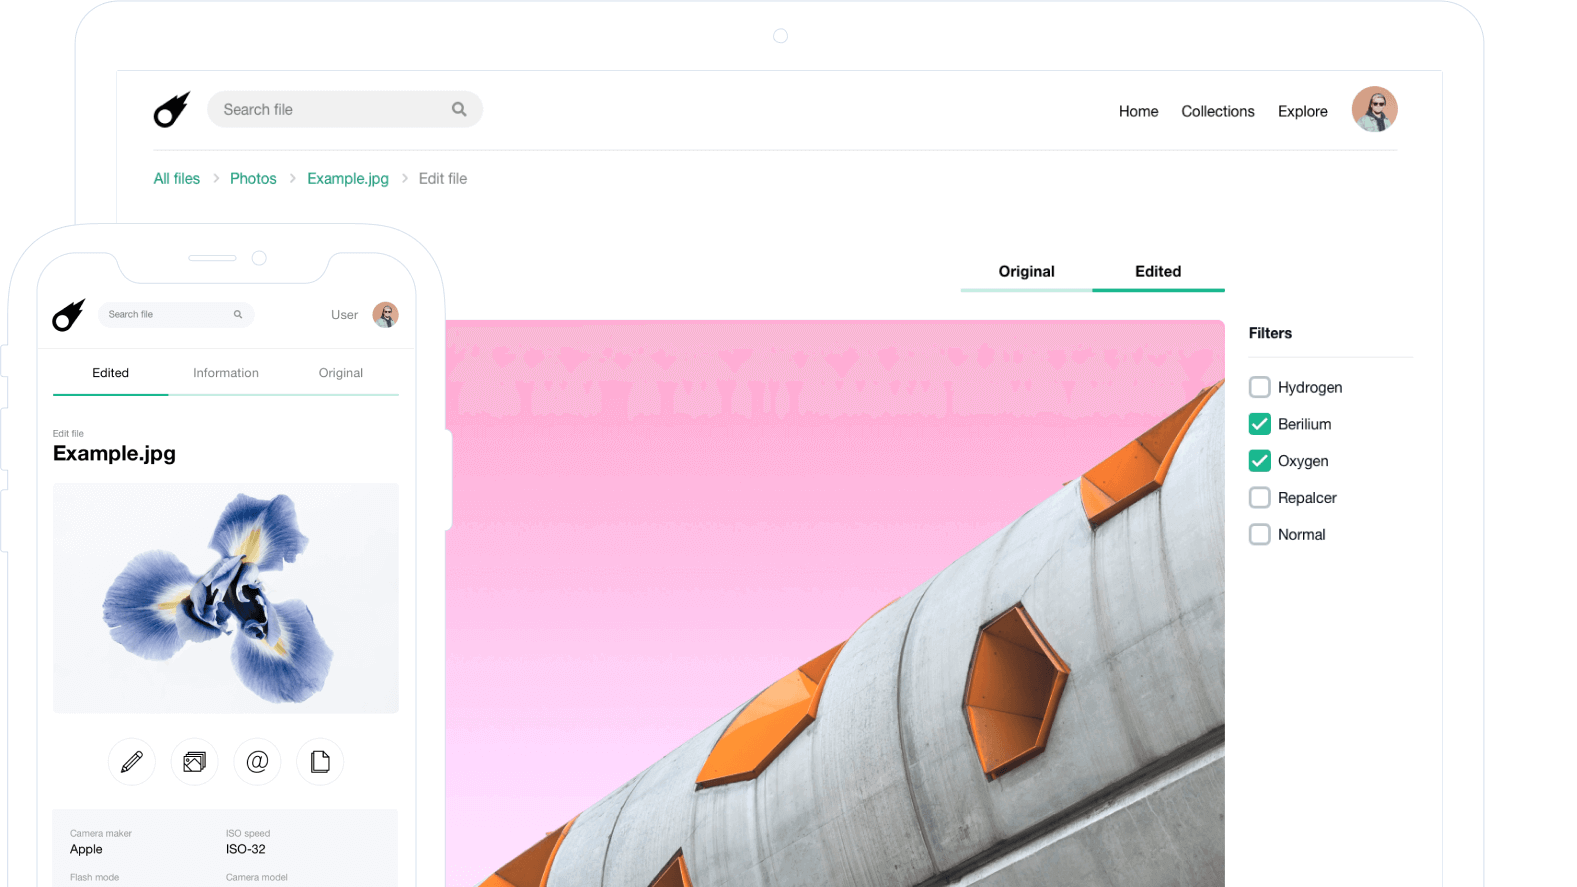 Search file
Home Collections Explore
All files Photos Example.jpg Edit file
Original Edited
Filters
Hydrogen
Berilium
Oxygen
Repalcer
Normal
Search file
User
Edited Information Original
Edit file
Example.jpg
Camera maker ISO speed
Apple ISO-32
Flash mode Camera model